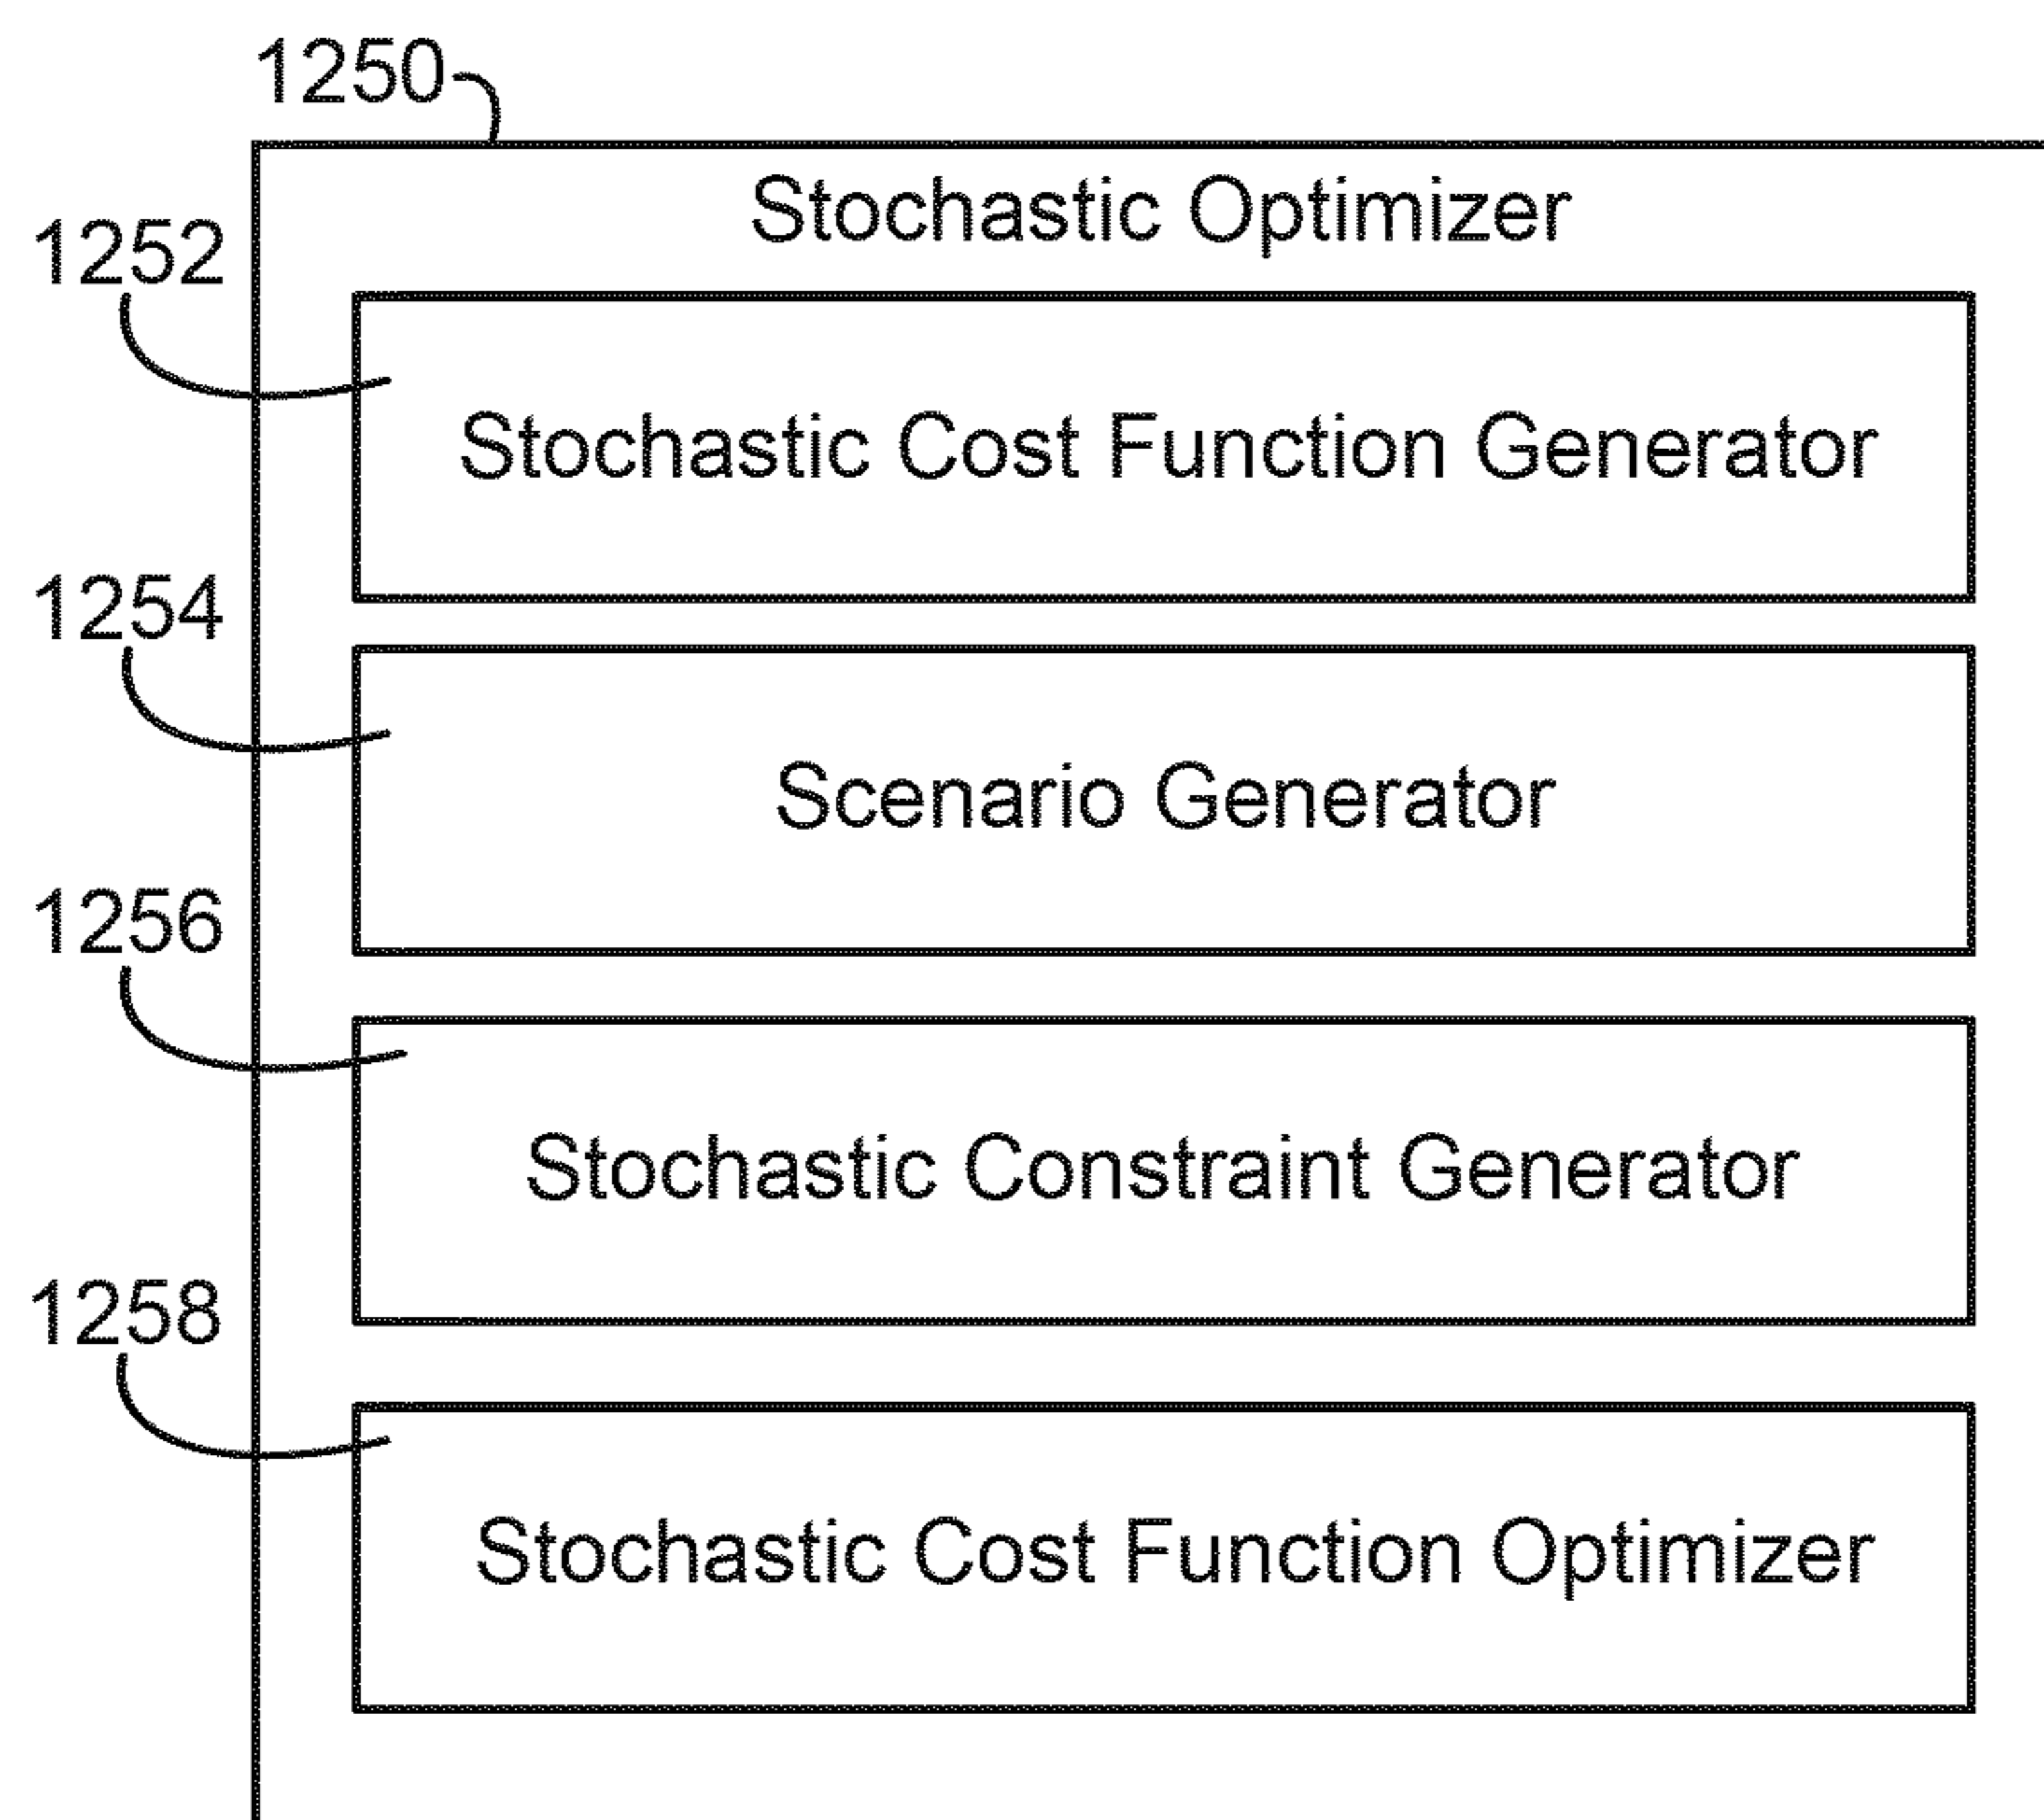 1250
Stochastic Optimizer
1252
Stochastic Cost Function Generator
1254
Scenario Generator
1256
Stochastic Constraint Generator
1258
Stochastic Cost Function Optimizer